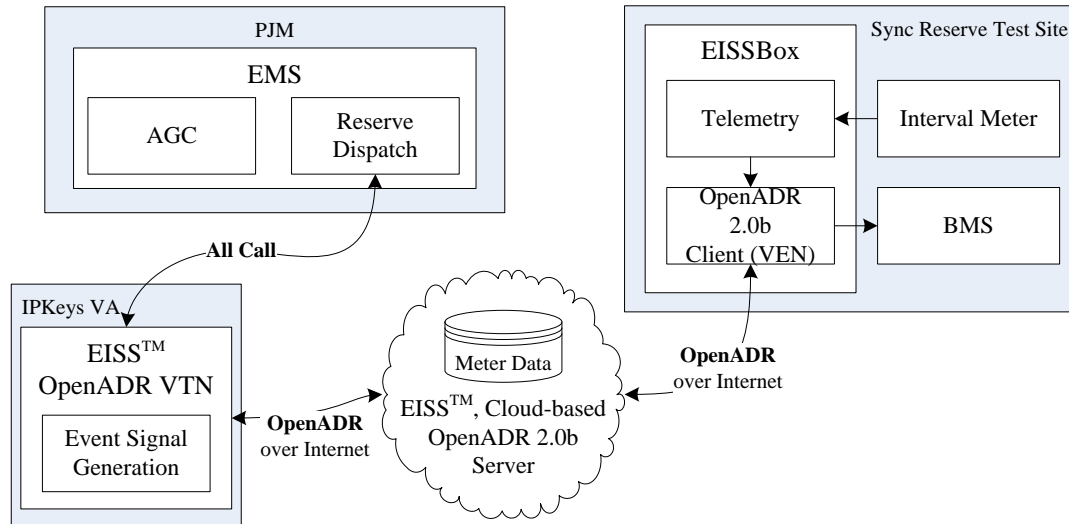 PJM
EMS
AGC
Reserve
Dispatch
All Call
IPKeys VA
EISS™
OpenADR VTN
Event Signal
Generation
OpenADR
over Internet
Meter Data
EISS™, Cloud-based
OpenADR 2.0b
Server
OpenADR
over Internet
Sync Reserve Test Site
EISSBox
Telemetry
Interval Meter
OpenADR
2.0b
Client (VEN)
BMS